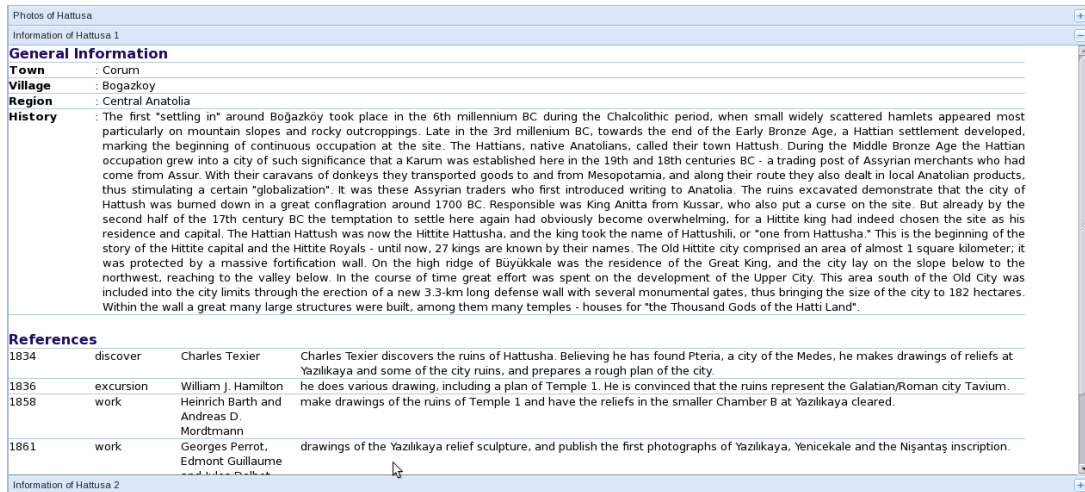 Photos of Hattusa
Information of Hattusa 1
General Information
Town : Corum
Village : Bogazkoy
Region : Central Anatolia
History : The first "settling in" around Boğazköy took place in the 6th millennium BC during the Chalcolithic period, when small widely scattered hamlets appeared most
particularly on mountain slopes and rocky outcroppings. Late in the 3rd millenium BC, towards the end of the Early Bronze Age, a Hattian settlement developed,
marking the beginning of continuous occupation at the site. The Hattians, native Anatolians, called their town Hattush. During the Middle Bronze Age the Hattian
occupation grew into a city of such significance that a Karum was established here in the 19th and 18th centuries BC - a trading post of Assyrian merchants who had
come from Assur. With their caravans of donkeys they transported goods to and from Mesopotamia, and along their route they also dealt in local Anatolian products,
thus stimulating a certain "globalization". It was these Assyrian traders who first introduced writing to Anatolia. The ruins excavated demonstrate that the city of
Hattush was burned down in a great conflagration around 1700 BC. Responsible was King Anitta from Kussar, who also put a curse on the site. But already by the
second half of the 17th century BC the temptation to settle here again had obviously become overwhelming, for a Hittite king had indeed chosen the site as his
residence and capital. The Hattian Hattush was now the Hittite Hattusha, and the king took the name of Hattushili, or "one from Hattusha." This is the beginning of the
story of the Hittite capital and the Hittite Royals - until now, 27 kings are known by their names. The Old Hittite city comprised an area of almost 1 square kilometer; it
was protected by a massive fortification wall. On the high ridge of Büyükkale was the residence of the Great King, and the city lay on the slope below to the
northwest, reaching to the valley below. In the course of time great effort was spent on the development of the Upper City. This area south of the Old City was
included into the city limits through the erection of a new 3.3-km long defense wall with several monumental gates, thus bringing the size of the city to 182 hectares.
Within the wall a great many large structures were built, among them many temples - houses for "the Thousand Gods of the Hatti Land".
References
1834 discover Charles Texier Charles Texier discovers the ruins of Hattusha. Believing he has found Pteria, a city of the Medes, he makes drawings of reliefs at
Yazılıkaya and some of the city ruins, and prepares a rough plan of the city.
1836 excursion William J. Hamilton he does various drawing, including a plan of Temple 1. He is convinced that the ruins represent the Galatian/Roman city Tavium.
1858 work Heinrich Barth and make drawings of the ruins of Temple 1 and have the reliefs in the smaller Chamber B at Yazılıkaya cleared.
Andreas D.
Mordtmann
1861 work Georges Perrot, drawings of the Yazılıkaya relief sculpture, and publish the first photographs of Yazılıkaya, Yenicekale and the Nişantaş inscription.
Edmont Guillaume
Information of Hattusa 2